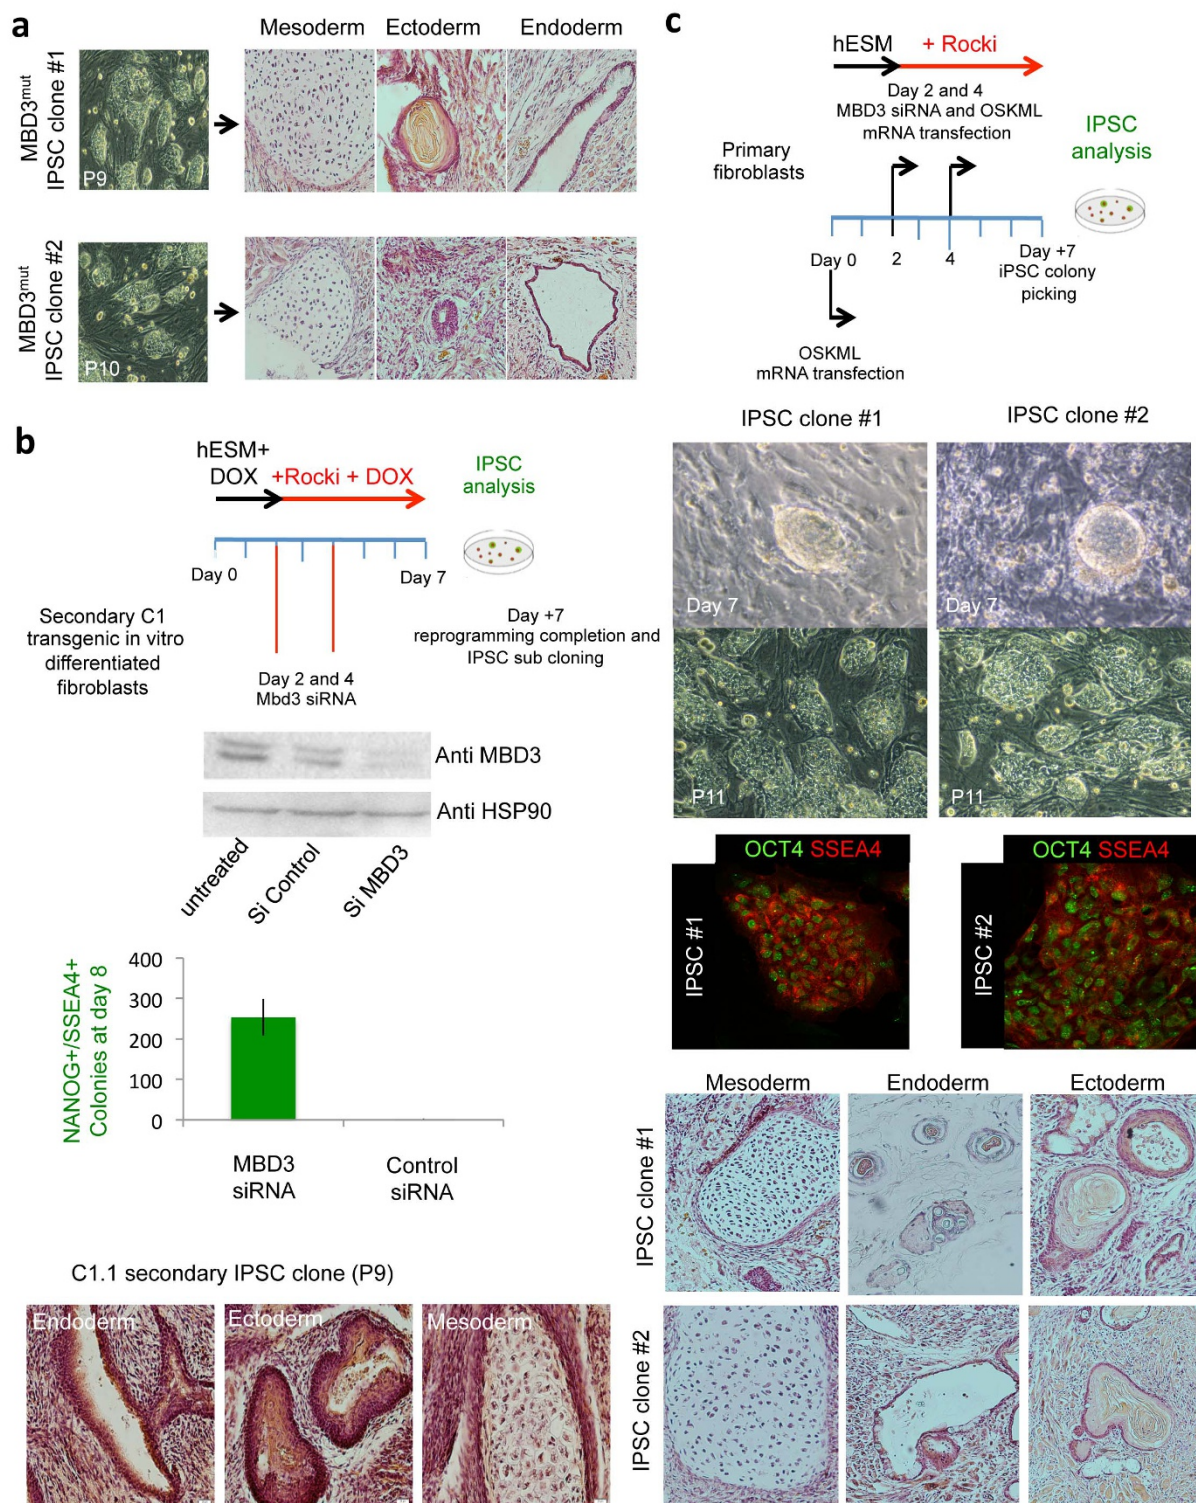 a
Mesoderm Ectoderm Endoderm
MBD3mut
IPSC clone #1
P9
MBD3mut
IPSC clone #2
P10
b
hESM+
DOX
+Rocki + DOX
IPSC
analysis
Day 0
Day 7
Secondary C1
transgenic in vitro
differentiated
fibroblasts
Day 2 and 4
Mbd3 siRNA
Day +7
reprogramming completion and
IPSC sub cloning
Anti MBD3
Anti HSP90
untreated
Si Control
Si MBD3
NANOG+/SSEA4+
Colonies at day 8
400
300
200
100
0
MBD3
siRNA
Control
siRNA
C1.1 secondary IPSC clone (P9)
Endoderm
Ectoderm
Mesoderm
c
hESM
+ Rocki
Day 2 and 4
MBD3 siRNA and OSKML
mRNA transfection
IPSC
analysis
Primary
fibroblasts
Day 0
2
4
Day +7
iPSC colony
picking
OSKML
mRNA transfection
IPSC clone #1
IPSC clone #2
Day 7
Day 7
P11
P11
OCT4 SSEA4
OCT4 SSEA4
IPSC #1
IPSC #2
Mesoderm
Endoderm
Ectoderm
IPSC clone #1
IPSC clone #2